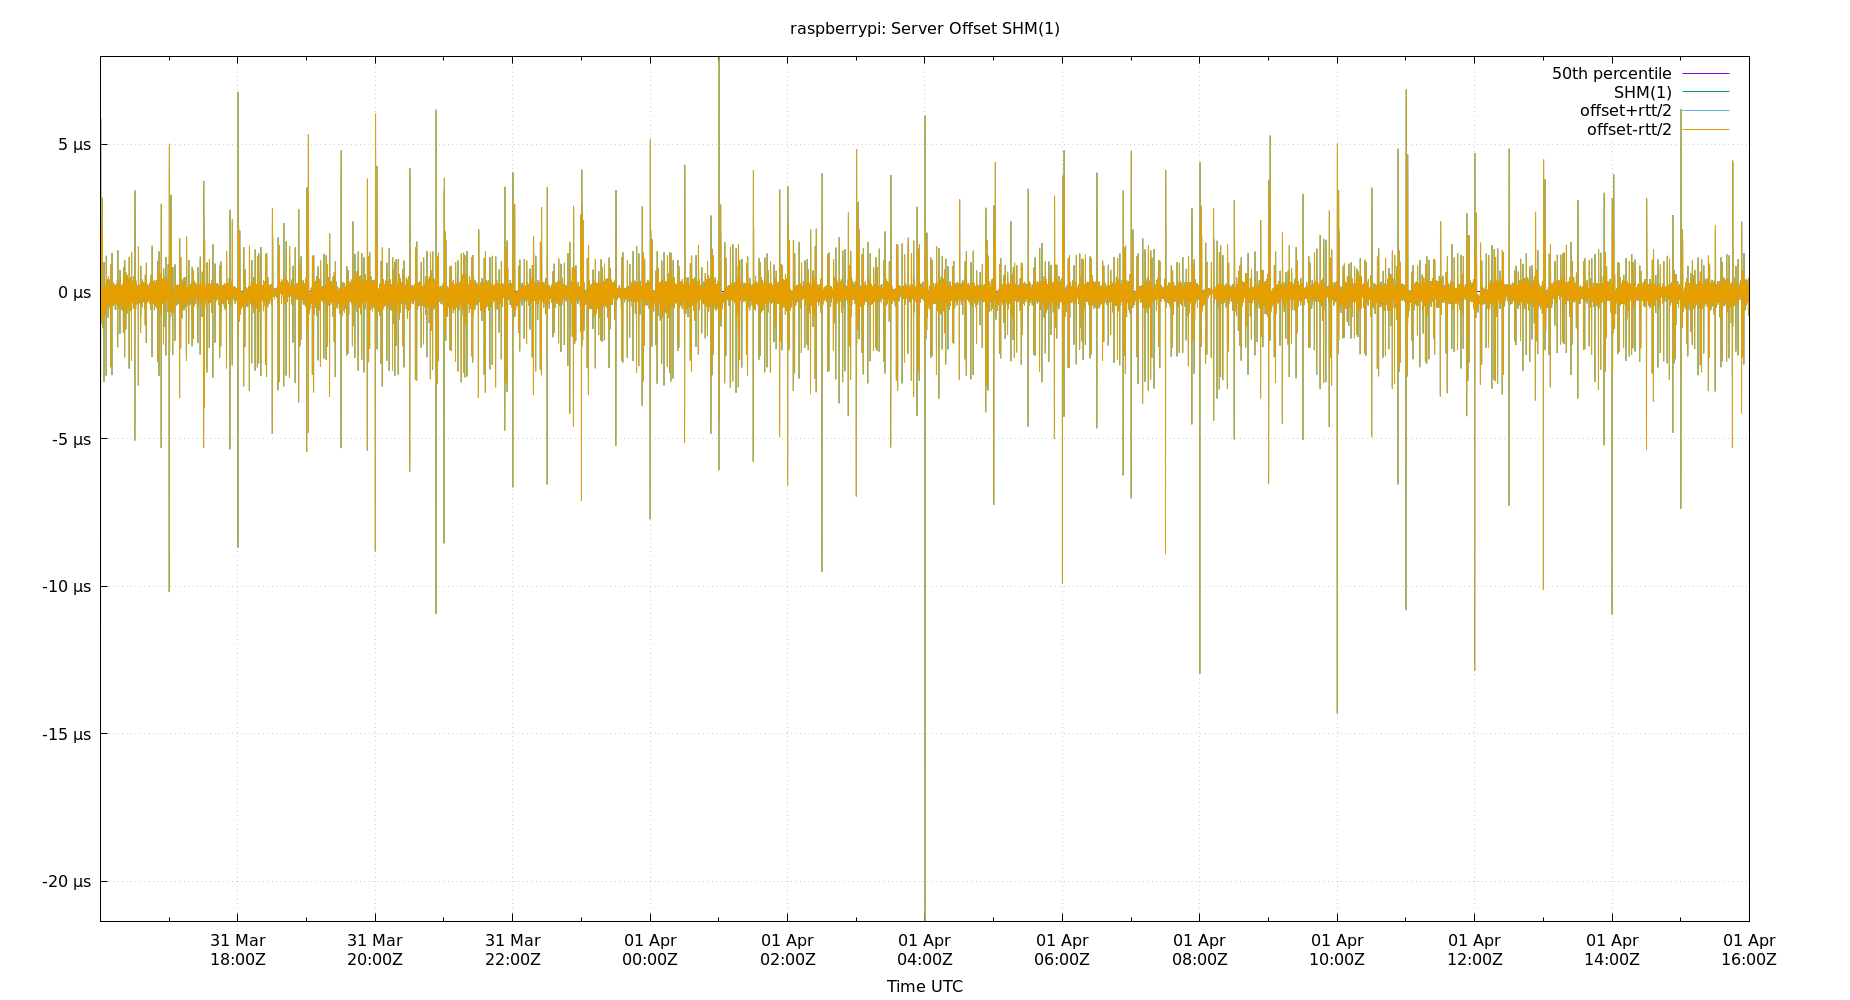 raspberrypi: Server Offset SHM(1)
50th percentile
SHM(1)
offset+rtt/2
offset-rtt/2
5 µs
0 µs
-5 µs
-10 µs
-15 µs
-20 µs
31 Mar 31 Mar 31 Mar 01 Apr 01 Apr 01 Apr 01 Apr 01 Apr 01 Apr 01 Apr 01 Apr 01 Apr
18:00Z 20:00Z 22:00Z 00:00Z 02:00Z 04:00Z 06:00Z 08:00Z 10:00Z 12:00Z 14:00Z 16:00Z
Time UTC